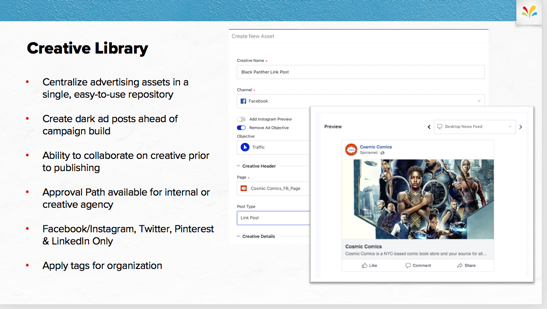 Creative Library
• Centralize advertising assets in a
single, easy-to-use repository
• Create dark ad posts ahead of
campaign build
• Ability to collaborate on creative prior
to publishing
• Approval Path available for internal or
creative agency
• Facebook/Instagram, Twitter, Pinterest
& LinkedIn Only
• Apply tags for organization
Create New Asset
Creative Name •
Black Panther Link Post
Channel •
Facebook
Add Instagram Preview
Remove Ad Objective
Objective
Traffic
Creative Header
Page •
Cosmic Comics_FB_Page
Post Type
Link Post
Creative Details
Preview
Desktop News Feed
Cosmic Comics
Sponsored
Cosmic Comics
Cosmic Comics is a NYC-based comic book store and your source for all...
Like
Comment
Share